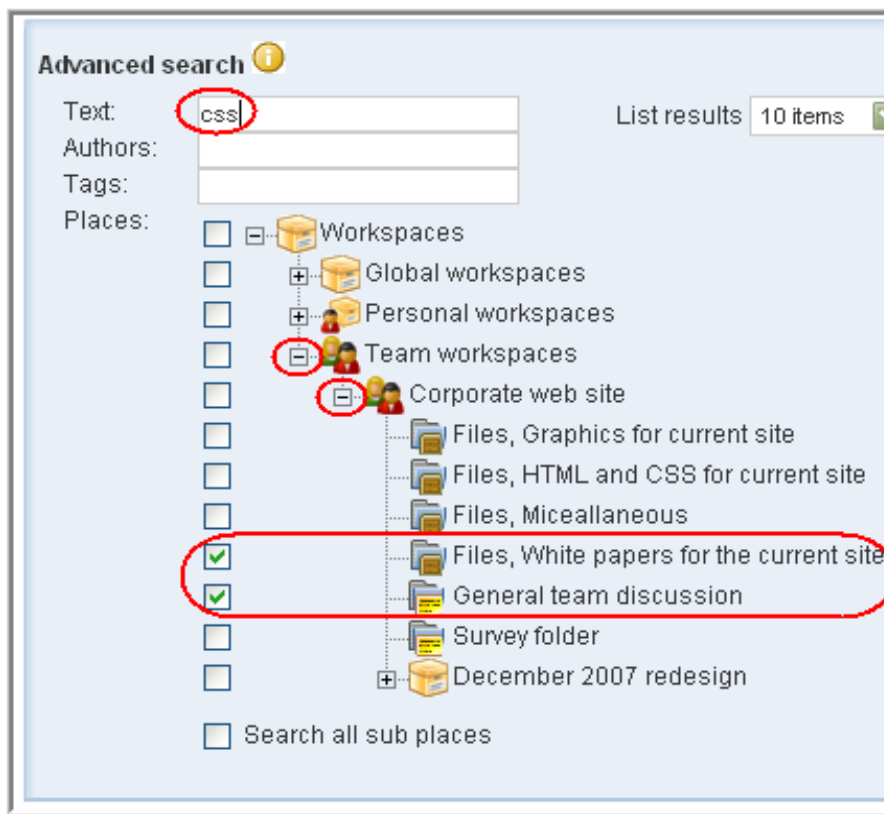 Advanced search
Text: css List results 10 items
Authors:
Tags:
Places:
Workspaces
Global workspaces
Personal workspaces
Team workspaces
Corporate web site
Files, Graphics for current site
Files, HTML and CSS for current site
Files, Miceallaneous
Files, White papers for the current site
General team discussion
Survey folder
December 2007 redesign
Search all sub places